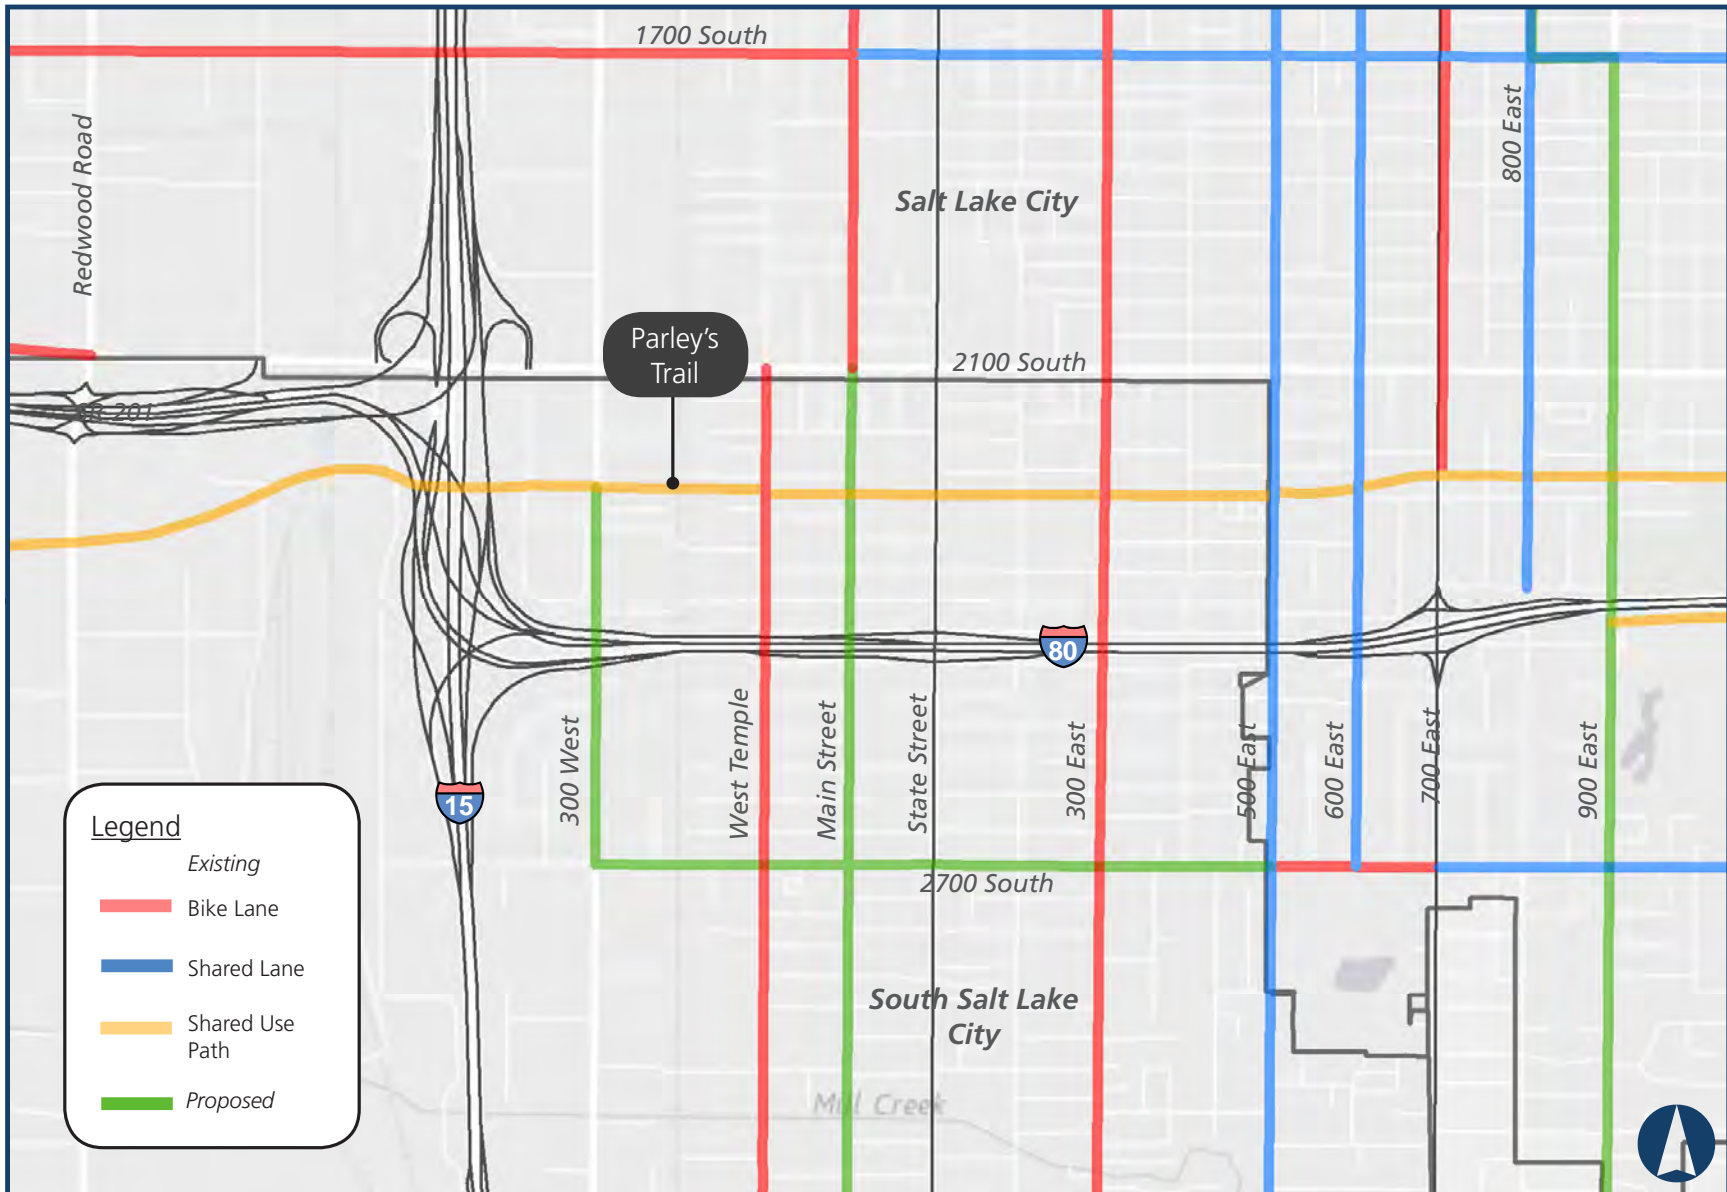 1700 South
Redwood Road
800 East
Salt Lake City
Parley's
Trail
2100 South
SR 201
80
300 West
West Temple
Main Street
State Street
300 East
500 East
600 East
700 East
900 East
15
Legend
Existing
Bike Lane
Shared Lane
Shared Use
Path
Proposed
2700 South
South Salt Lake
City
Mill Creek